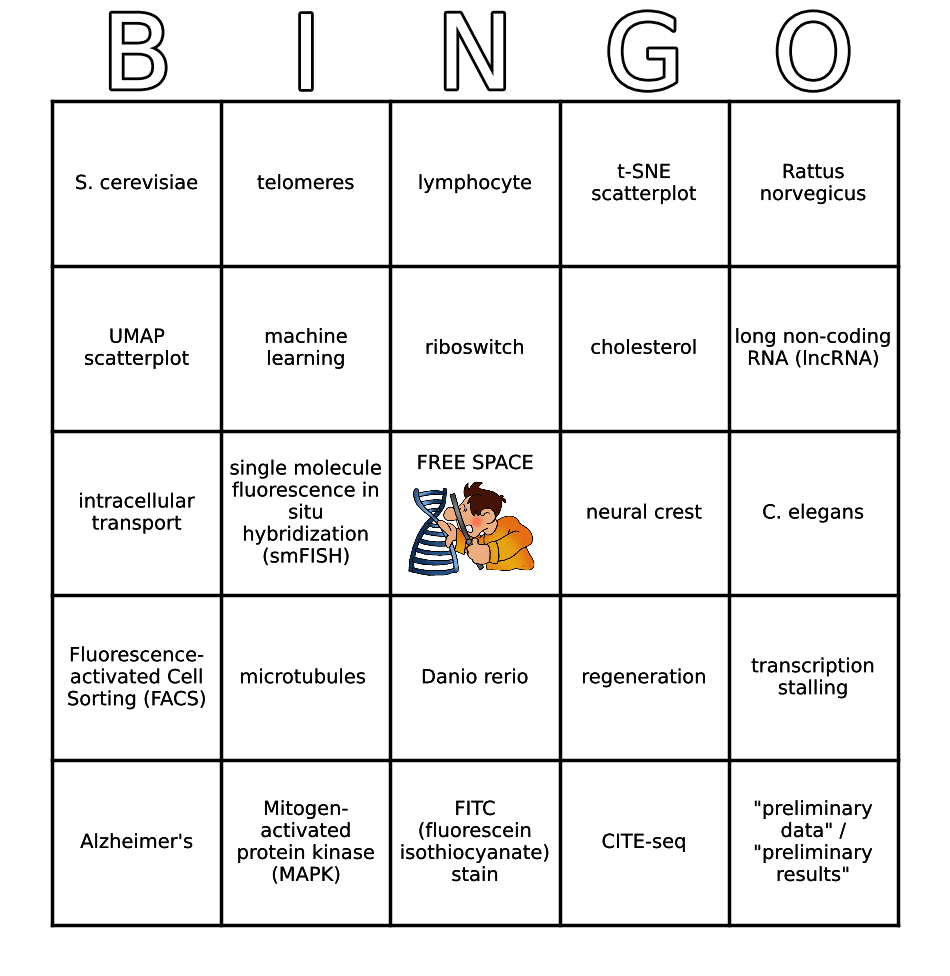 B I N G O
S. cerevisiae
telomeres
lymphocyte
t-SNE
scatterplot
Rattus
norvegicus
UMAP
scatterplot
machine
learning
riboswitch
cholesterol
long non-coding
RNA (lncRNA)
intracellular
transport
single molecule
fluorescence in
situ
hybridization
(smFISH)
FREE SPACE
neural crest
C. elegans
Fluorescence-
activated Cell
Sorting (FACS)
microtubules
Danio rerio
regeneration
transcription
stalling
Alzheimer's
Mitogen-
activated
protein kinase
(MAPK)
FITC
(fluorescein
isothiocyanate)
stain
CITE-seq
"preliminary
data" /
"preliminary
results"